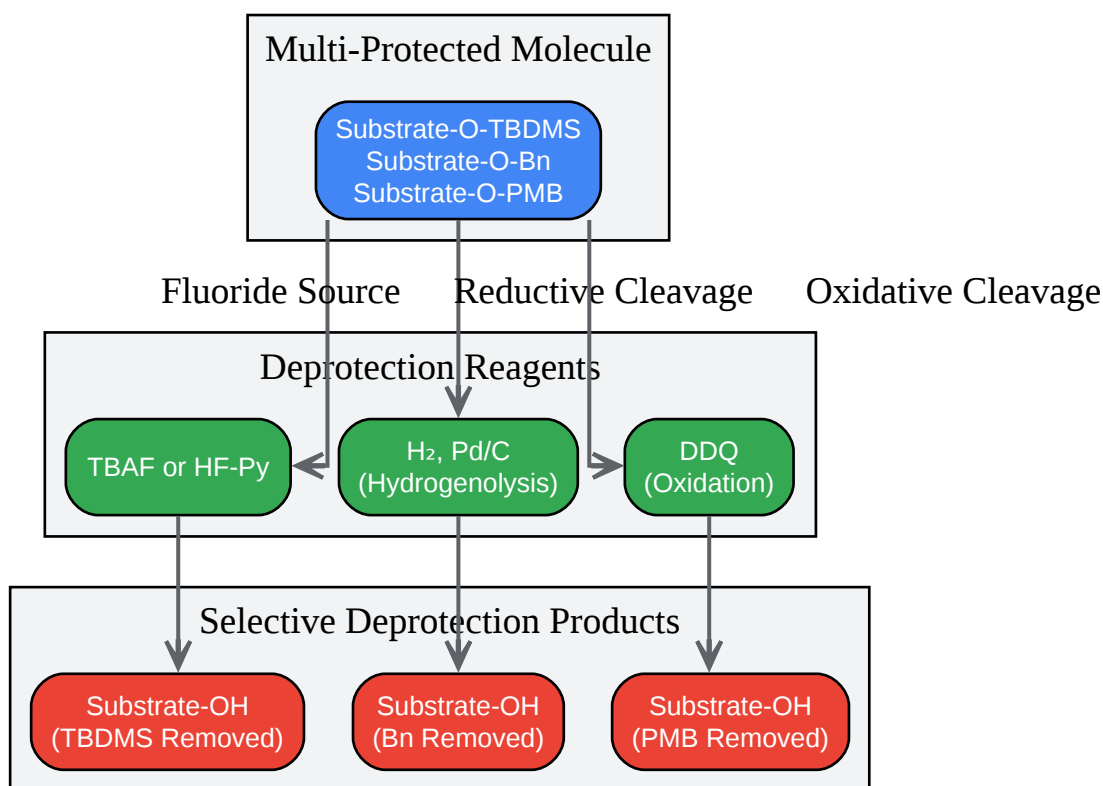 Multi-Protected Molecule
Substrate-O-TBDMS
Substrate-O-Bn
Substrate-O-PMB
Fluoride Source
Reductive Cleavage
Oxidative Cleavage
Deprotection Reagents
TBAF or HF-Py
H₂, Pd/C
(Hydrogenolysis)
DDQ
(Oxidation)
Selective Deprotection Products
Substrate-OH
(TBDMS Removed)
Substrate-OH
(Bn Removed)
Substrate-OH
(PMB Removed)